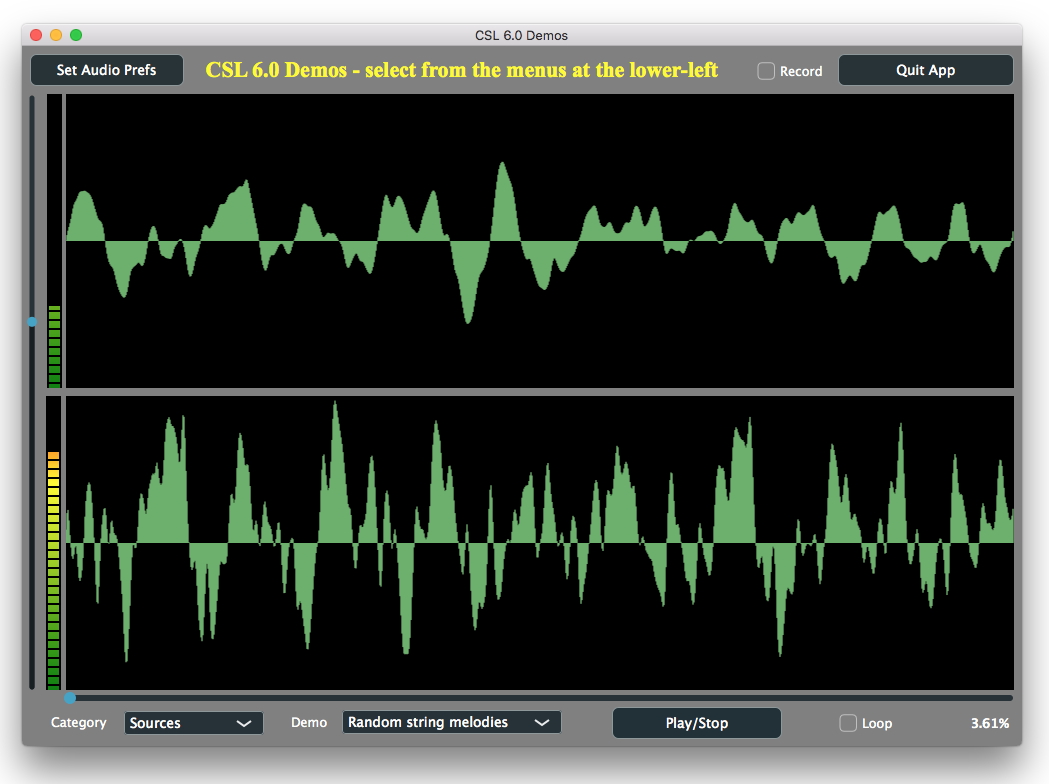 CSL 6.0 Demos
Set Audio Prefs
CSL 6.0 Demos - select from the menus at the lower-left
Record
Quit App
Category
Sources
Demo
Random string melodies
Play/Stop
Loop
3.61%